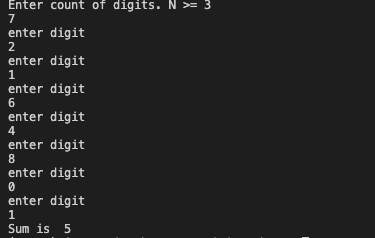 Enter count of digits. N >= 3
7
enter digit
2
enter digit
1
enter digit
6
enter digit
4
enter digit
8
enter digit
0
enter digit
1
Sum is  5